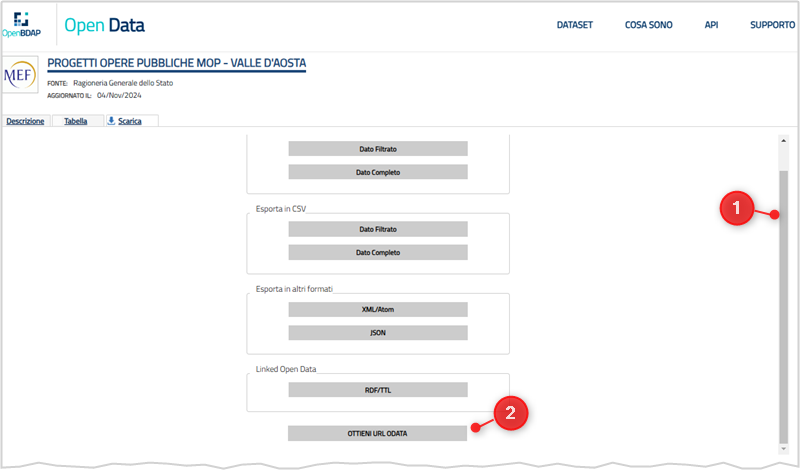 OpenBDAP
Open Data
DATASET COSA SONO API SUPPORTO
MEF
PROGETTI OPERE PUBBLICHE MOP - VALLE D'AOSTA
FONTE: Ragioneria Generale dello Stato
AGGIORNATO IL: 04/Nov/2024
Descrizione Tabella Scarica
Dato Filtrato
Dato Completo
1
Esporta in CSV
Dato Filtrato
Dato Completo
Esporta in altri formati
XML/Atom
JSON
Linked Open Data
RDF/TTL
2
OTTIENI URL ODATA